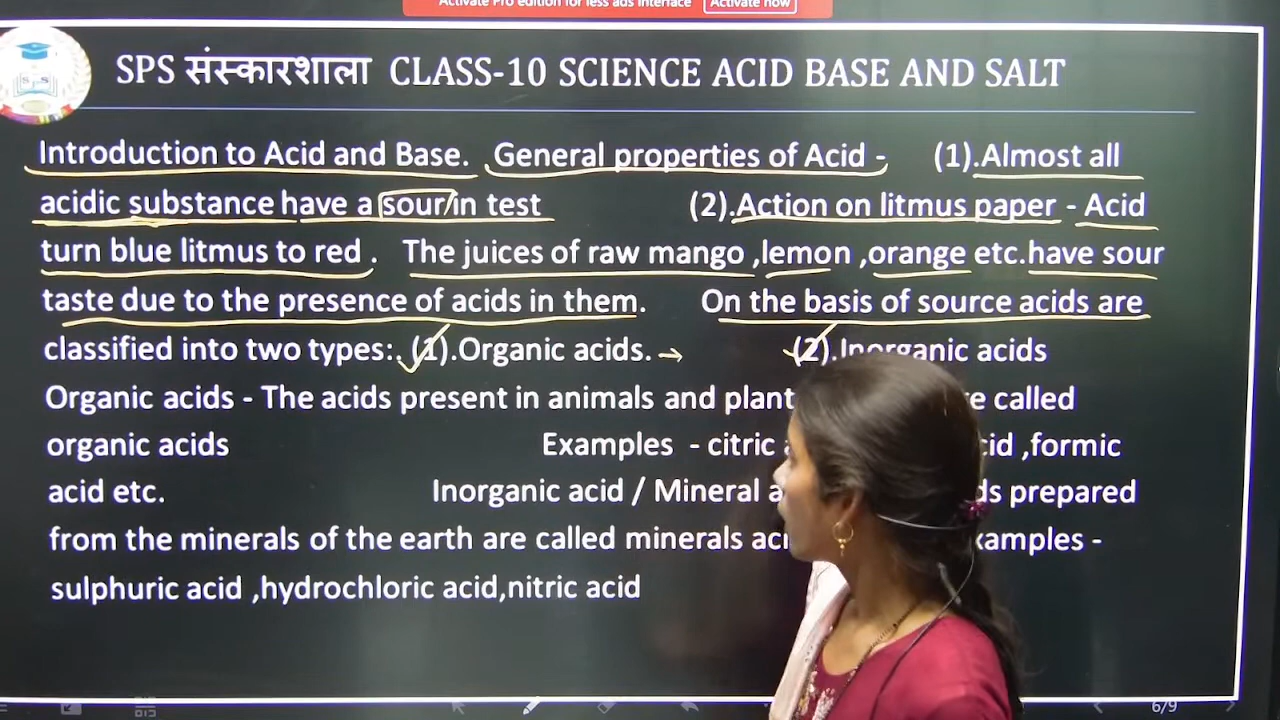 Activate Pro edition for less ads interface Activate now
SPS संस्कारशाला CLASS-10 SCIENCE ACID BASE AND SALT
Introduction to Acid and Base. General properties of Acid - (1).Almost all
acidic substance have a sour in test (2).Action on litmus paper - Acid
turn blue litmus to red . The juices of raw mango ,lemon ,orange etc.have sour
taste due to the presence of acids in them. On the basis of source acids are
classified into two types:. (1).Organic acids. → (2).Inorganic acids
Organic acids - The acids present in animals and plant called
organic acids Examples - citric ,formic
acid etc. Inorganic acid / Mineral prepared
from the minerals of the earth are called minerals -
sulphuric acid ,hydrochloric acid,nitric acid
6/9